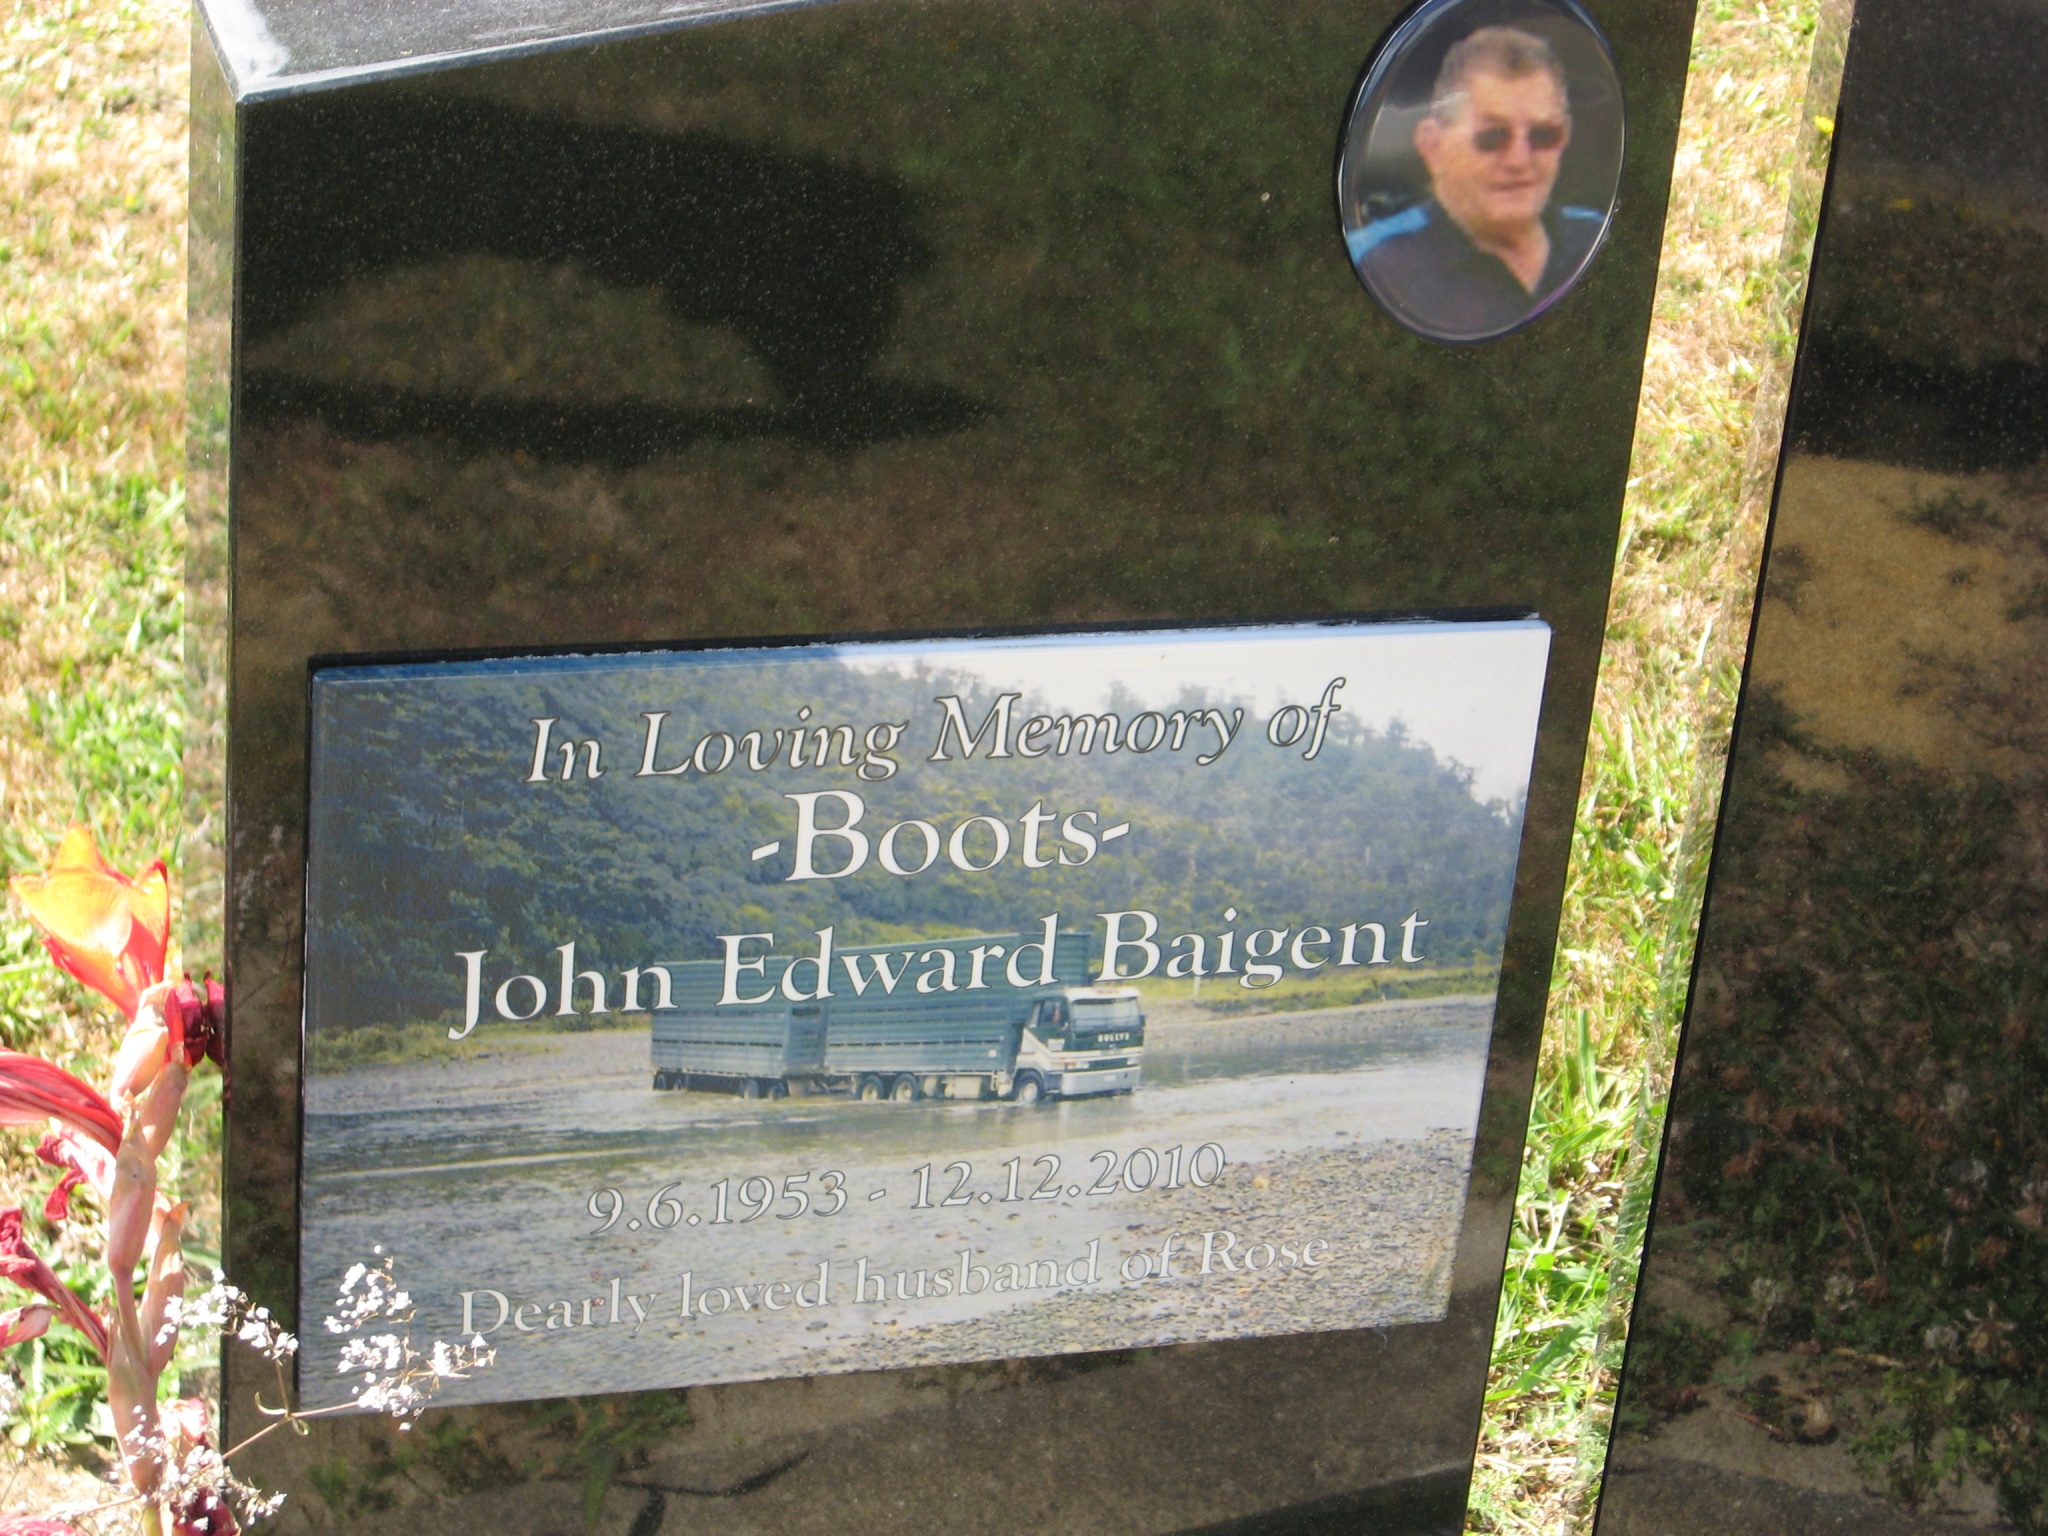 In Loving Memory of
-Boots-
John Edward Baigent
9.6.1953 - 12.12.2010
Dearly loved husband of Rose